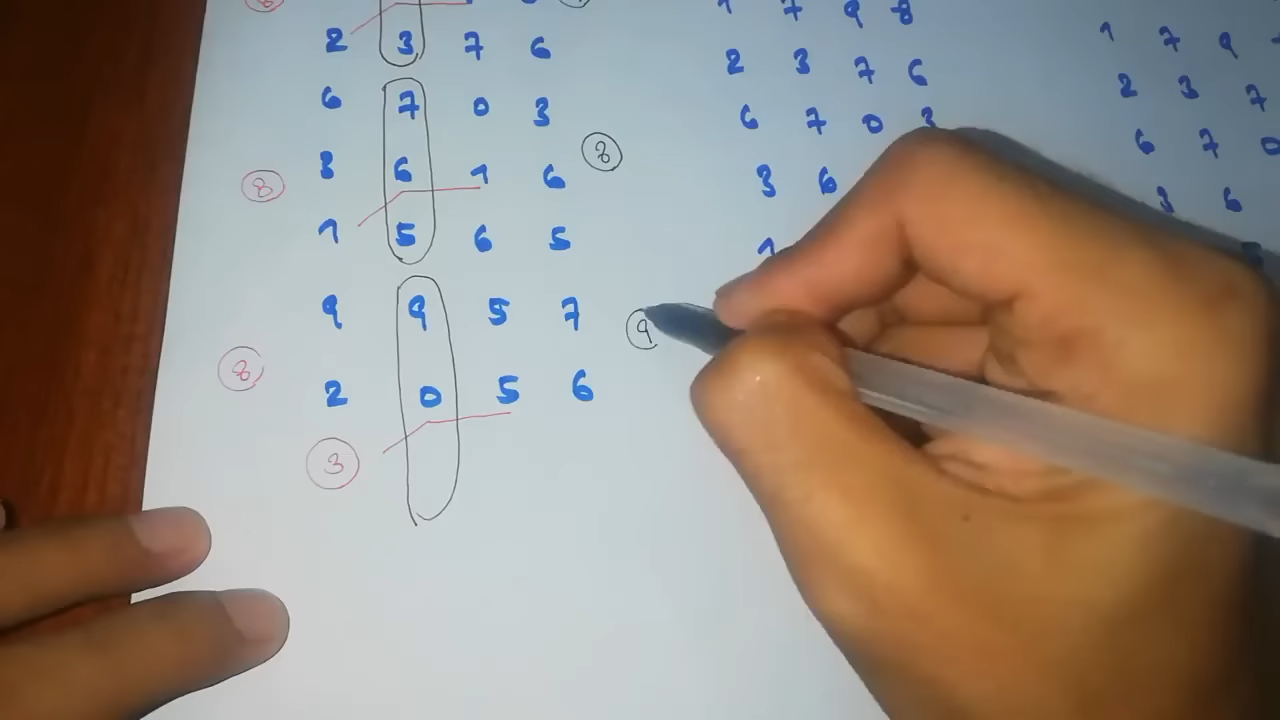 2 3 7 6
6 7 0 3
3 6 1 6 8
8
1 5 6 5
9 9 5 7 9
8 2 0 5 6
3
1 7 9 8
2 3 7 6
6 7 0 3
3 6
1
1 7 9
2 3 7
6 7 0
3 6